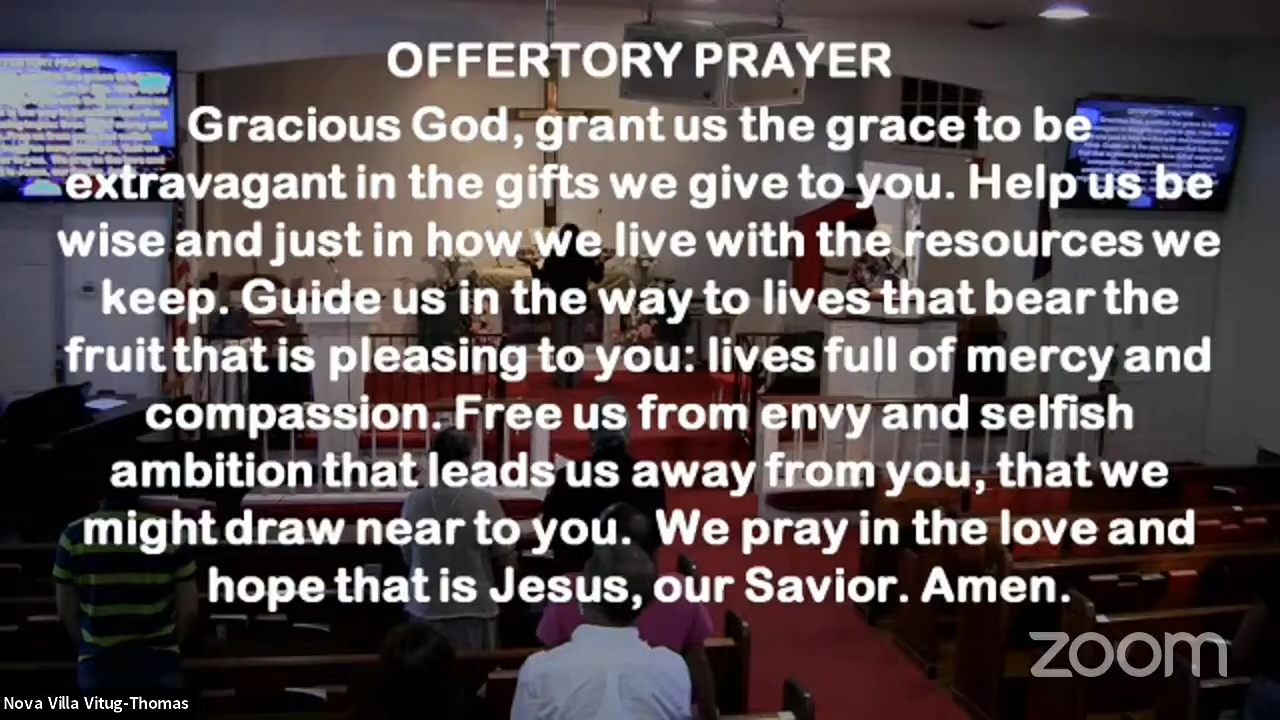 OFFERTORY PRAYER
Gracious God, grant us the grace to be
extravagant in the gifts we give to you. Help us be
wise and just in how we live with the resources we
keep. Guide us in the way to lives that bear the
fruit that is pleasing to you: lives full of mercy and
compassion. Free us from envy and selfish
ambition that leads us away from you, that we
might draw near to you.  We pray in the love and
hope that is Jesus, our Savior. Amen.
zoom
Nova Villa Vitug-Thomas